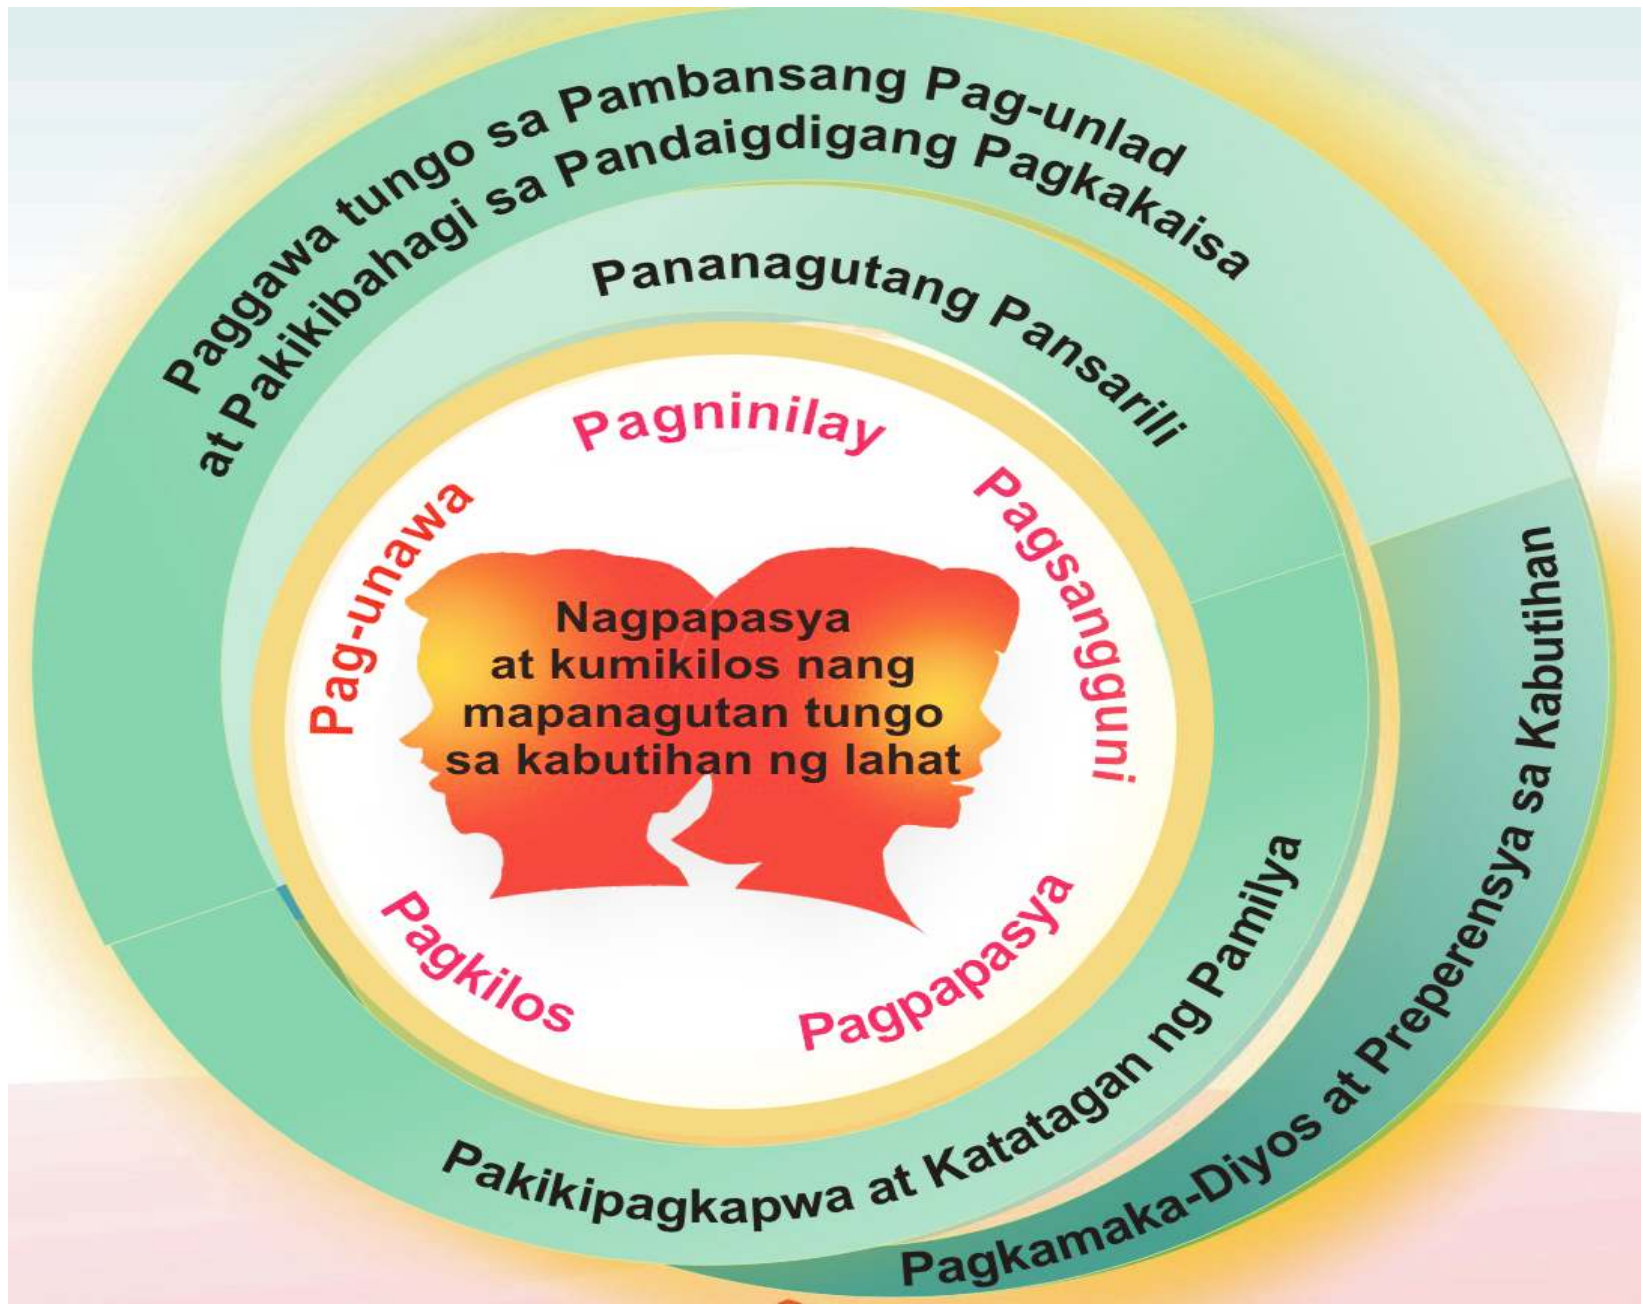 Paggawa tungo sa Pambansang Pag-unlad
at Pakikibahagi sa Pandaigdigang Pagkakaisa
Pananagutang Pansarili
Pagninilay
Pag-unawa
Pagsangguni
Nagpapasya
at kumikilos nang
mapanagutan tungo
sa kabutihan ng lahat
Pagkilos
Pagpapasya
Pakikipagkapwa at Katatagan ng Pamilya
Pagkamaka-Diyos at Preperensya sa Kabutihan